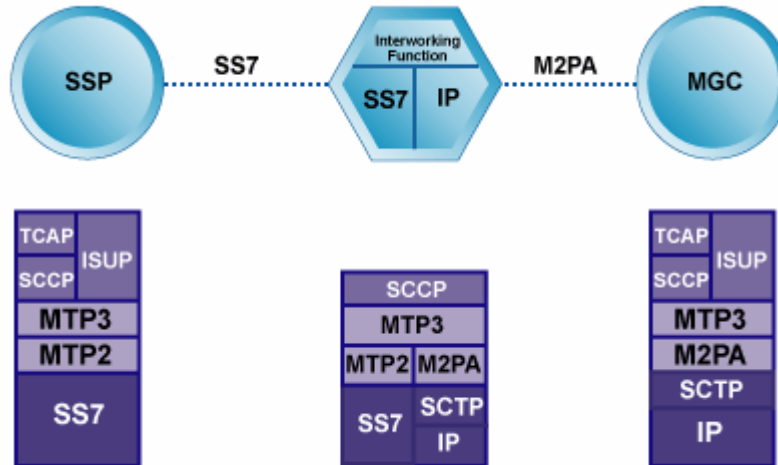 Interworking
Function
SSP
SS7
SS7
IP
M2PA
MGC
TCAP
ISUP
SCCP
MTP3
MTP2
SS7
SCCP
MTP3
MTP2
M2PA
SS7
SCTP
IP
TCAP
ISUP
SCCP
MTP3
M2PA
SCTP
IP